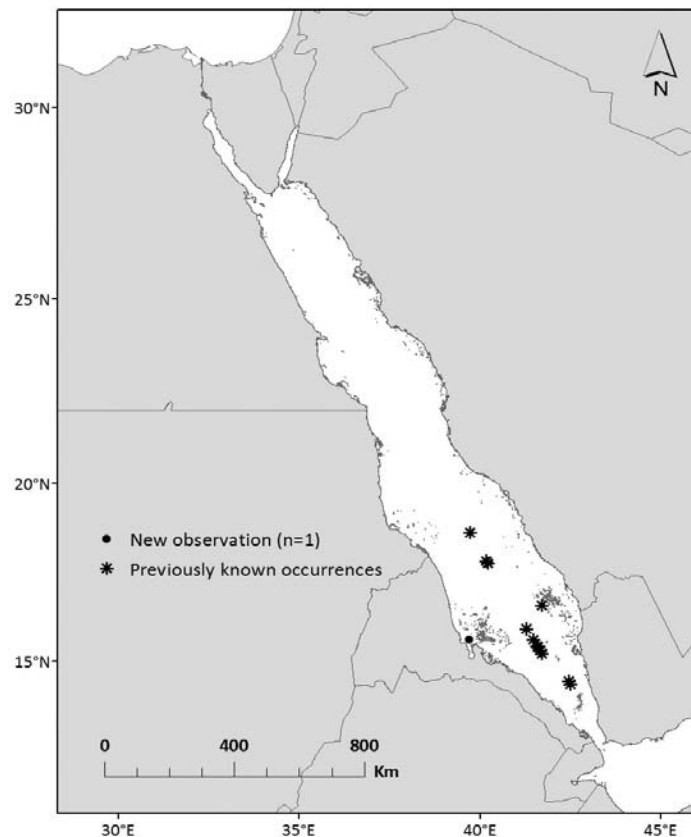 N
30°N
25°N
20°N
15°N
New observation (n=1)
Previously known occurrences
0 400 800
Km
30°E 35°E 40°E 45°E